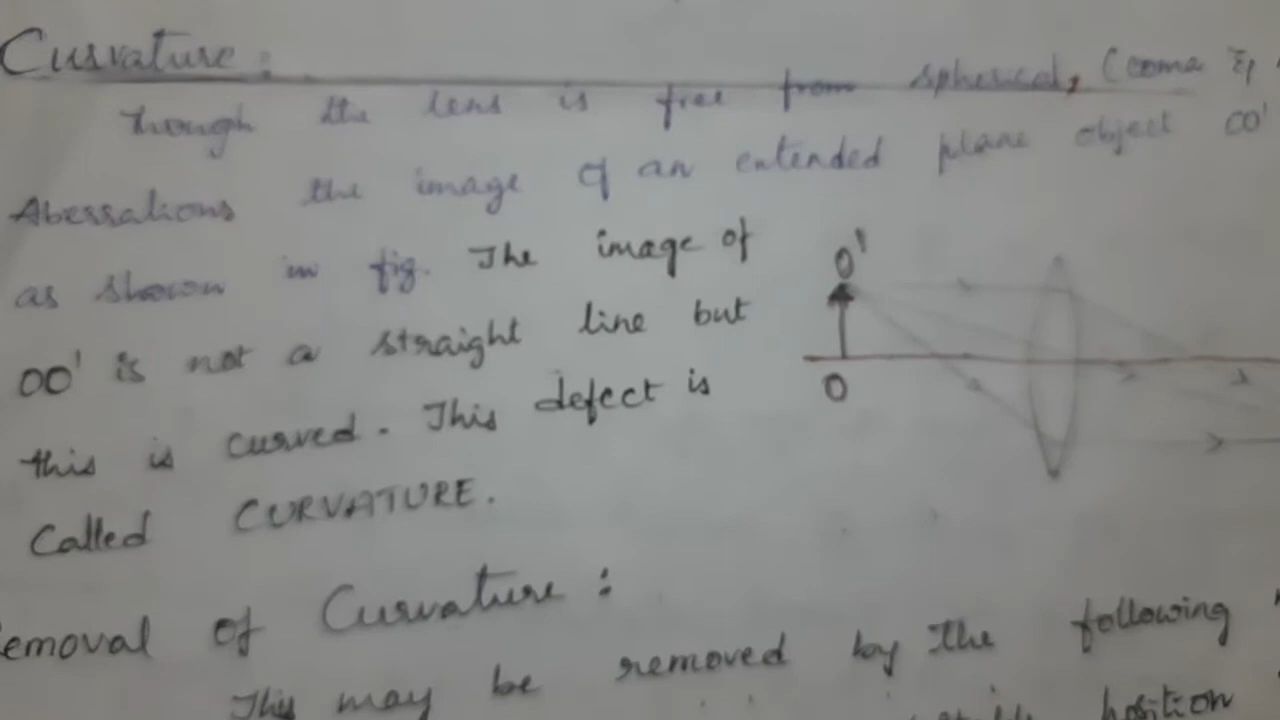 Curvature :
Though the lens is free from spherical, Coma &
Aberrations the image of an extended plane object OO'
as shown in fig. The image of
OO' is not a straight line but
this is curved. This defect is
Called CURVATURE.
O'
O
emoval of Curvature :
This may be removed by the following
position